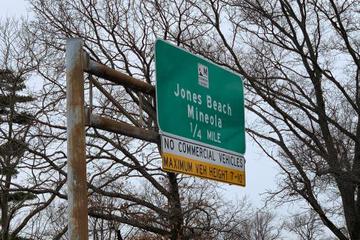 M
Jones Beach
Mineola
1/4 MILE
NO COMMERCIAL VEHICLES
MAXIMUM VEH HEIGHT 7'-10"